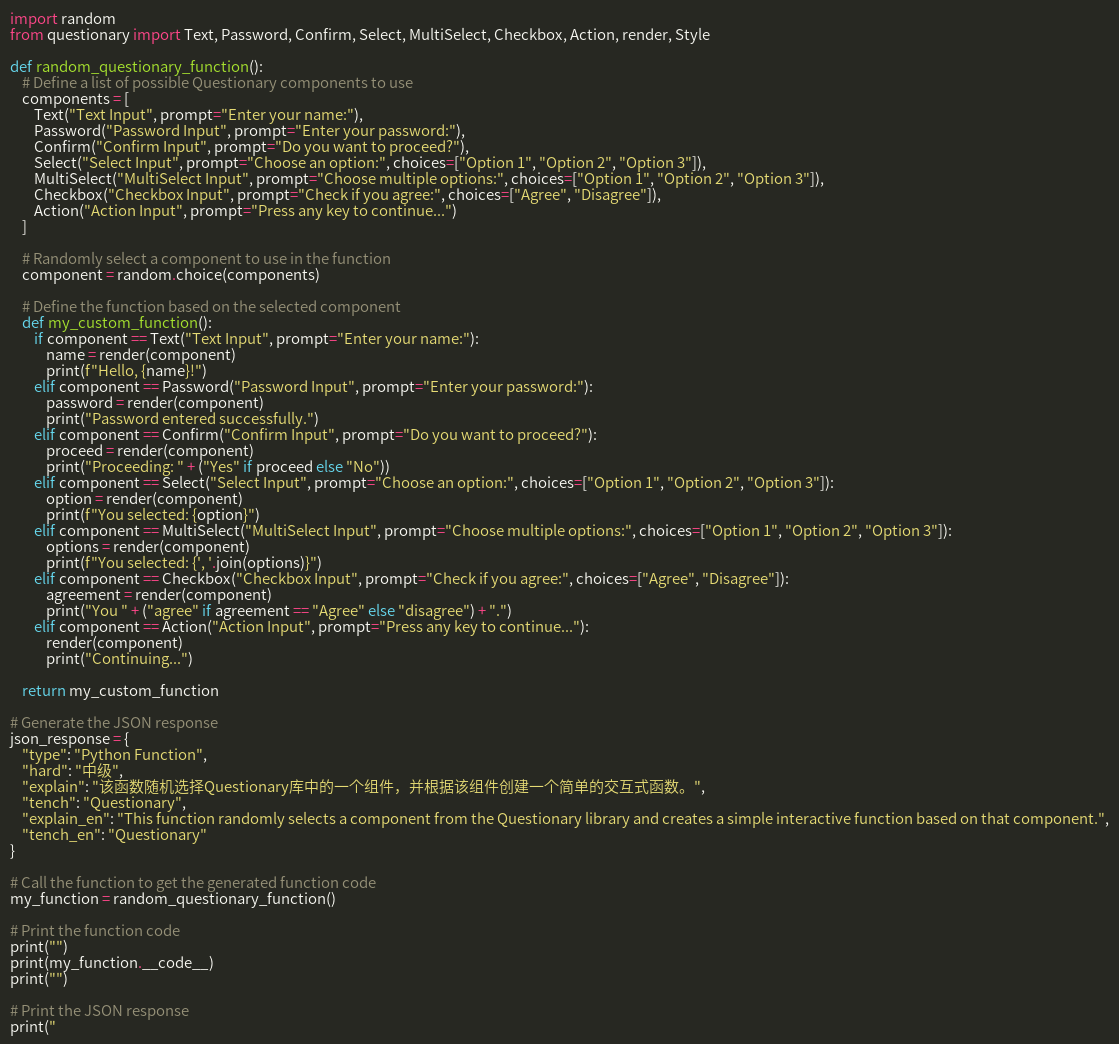 import random
from questionary import Text, Password, Confirm, Select, MultiSelect, Checkbox, Action, render, Style

def random_questionary_function():
    # Define a list of possible Questionary components to use
    components = [
        Text("Text Input", prompt="Enter your name:"),
        Password("Password Input", prompt="Enter your password:"),
        Confirm("Confirm Input", prompt="Do you want to proceed?"),
        Select("Select Input", prompt="Choose an option:", choices=["Option 1", "Option 2", "Option 3"]),
        MultiSelect("MultiSelect Input", prompt="Choose multiple options:", choices=["Option 1", "Option 2", "Option 3"]),
        Checkbox("Checkbox Input", prompt="Check if you agree:", choices=["Agree", "Disagree"]),
        Action("Action Input", prompt="Press any key to continue...")
    ]

    # Randomly select a component to use in the function
    component = random.choice(components)

    # Define the function based on the selected component
    def my_custom_function():
        if component == Text("Text Input", prompt="Enter your name:"):
            name = render(component)
            print(f"Hello, {name}!")
        elif component == Password("Password Input", prompt="Enter your password:"):
            password = render(component)
            print("Password entered successfully.")
        elif component == Confirm("Confirm Input", prompt="Do you want to proceed?"):
            proceed = render(component)
            print("Proceeding: " + ("Yes" if proceed else "No"))
        elif component == Select("Select Input", prompt="Choose an option:", choices=["Option 1", "Option 2", "Option 3"]):
            option = render(component)
            print(f"You selected: {option}")
        elif component == MultiSelect("MultiSelect Input", prompt="Choose multiple options:", choices=["Option 1", "Option 2", "Option 3"]):
            options = render(component)
            print(f"You selected: {', '.join(options)}")
        elif component == Checkbox("Checkbox Input", prompt="Check if you agree:", choices=["Agree", "Disagree"]):
            agreement = render(component)
            print("You " + ("agree" if agreement == "Agree" else "disagree") + ".")
        elif component == Action("Action Input", prompt="Press any key to continue..."):
            render(component)
            print("Continuing...")

    return my_custom_function

# Generate the JSON response
json_response = {
    "type": "Python Function",
    "hard": "中级",
    "explain": "该函数随机选择Questionary库中的一个组件，并根据该组件创建一个简单的交互式函数。",
    "tench": "Questionary",
    "explain_en": "This function randomly selects a component from the Questionary library and creates a simple interactive function based on that component.",
    "tench_en": "Questionary"
}

# Call the function to get the generated function code
my_function = random_questionary_function()

# Print the function code
print("")
print(my_function.__code__)
print("")

# Print the JSON response
print("